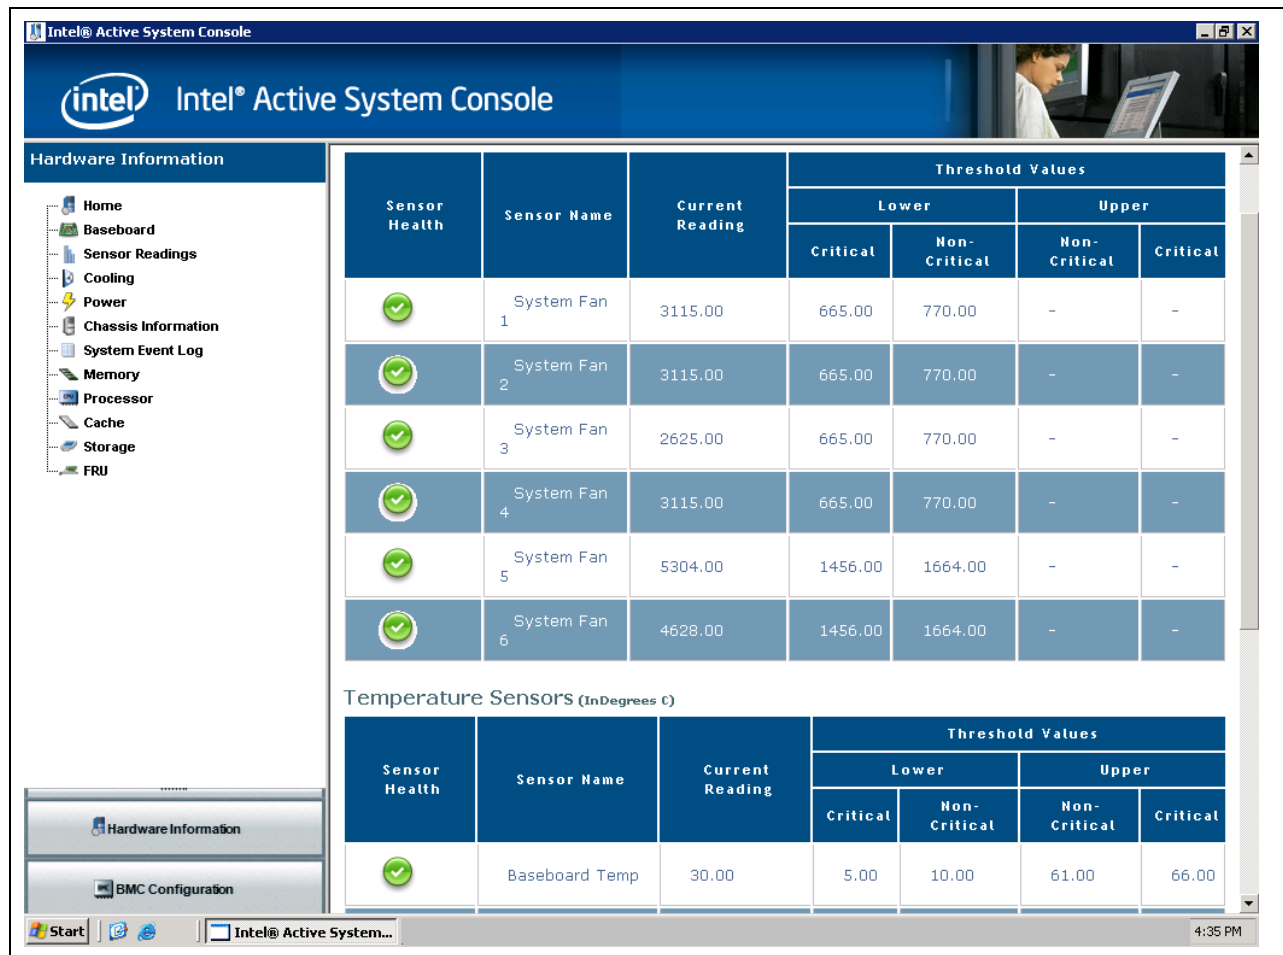 Intel® Active System Console
intel
Intel® Active System Console
Hardware Information
Home
Baseboard
Sensor Readings
Cooling
Power
Chassis Information
System Event Log
Memory
Processor
Cache
Storage
FRU
Hardware Information
BMC Configuration
Sensor Health Sensor Name Current Reading Threshold Values
Lower Upper
Critical Non-Critical Non-Critical Critical
System Fan 1 3115.00 665.00 770.00 - -
System Fan 2 3115.00 665.00 770.00 - -
System Fan 3 2625.00 665.00 770.00 - -
System Fan 4 3115.00 665.00 770.00 - -
System Fan 5 5304.00 1456.00 1664.00 - -
System Fan 6 4628.00 1456.00 1664.00 - -
Temperature Sensors (InDegrees C)
Sensor Health Sensor Name Current Reading Threshold Values
Lower Upper
Critical Non-Critical Non-Critical Critical
Baseboard Temp 30.00 5.00 10.00 61.00 66.00
Start Intel® Active System... 4:35 PM